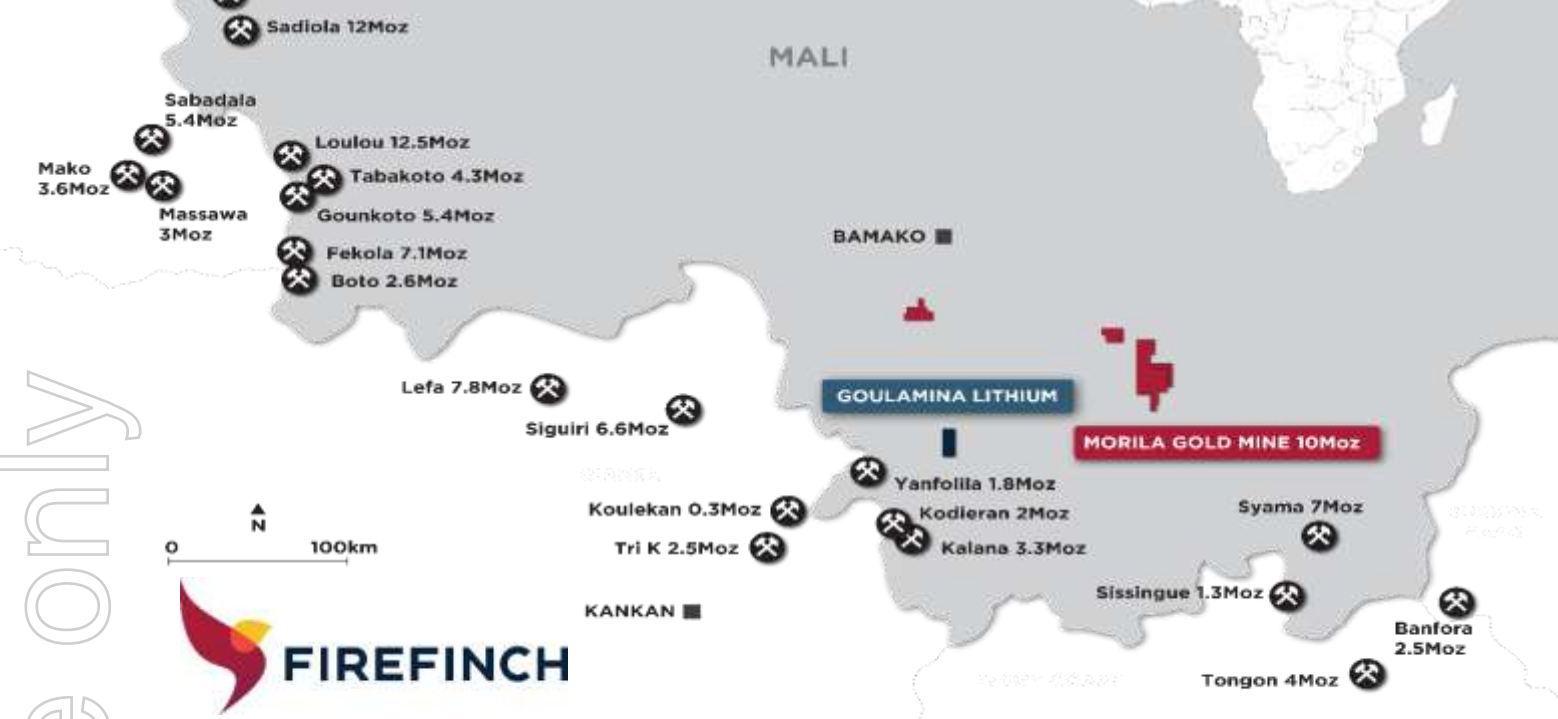 Sadiola 12Moz
MALI
Sabadala
5.4Moz
Loulou 12.5Moz
Mako
3.6Moz
Tabakoto 4.3Moz
Massawa
3Moz
Gounkoto 5.4Moz
BAMAKO
Fekola 7.1Moz
Boto 2.6Moz
Lefa 7.8Moz
GOULAMINA LITHIUM
Siguiri 6.6Moz
MORILA GOLD MINE 10Moz
Yanfolila 1.8Moz
Koulekan 0.3Moz
Kodieran 2Moz
Syama 7Moz
N
Tri K 2.5Moz
Kalana 3.3Moz
0 100km
Sissingue 1.3Moz
KANKAN
Banfora
2.5Moz
Tongon 4Moz
FIREFINCH
only